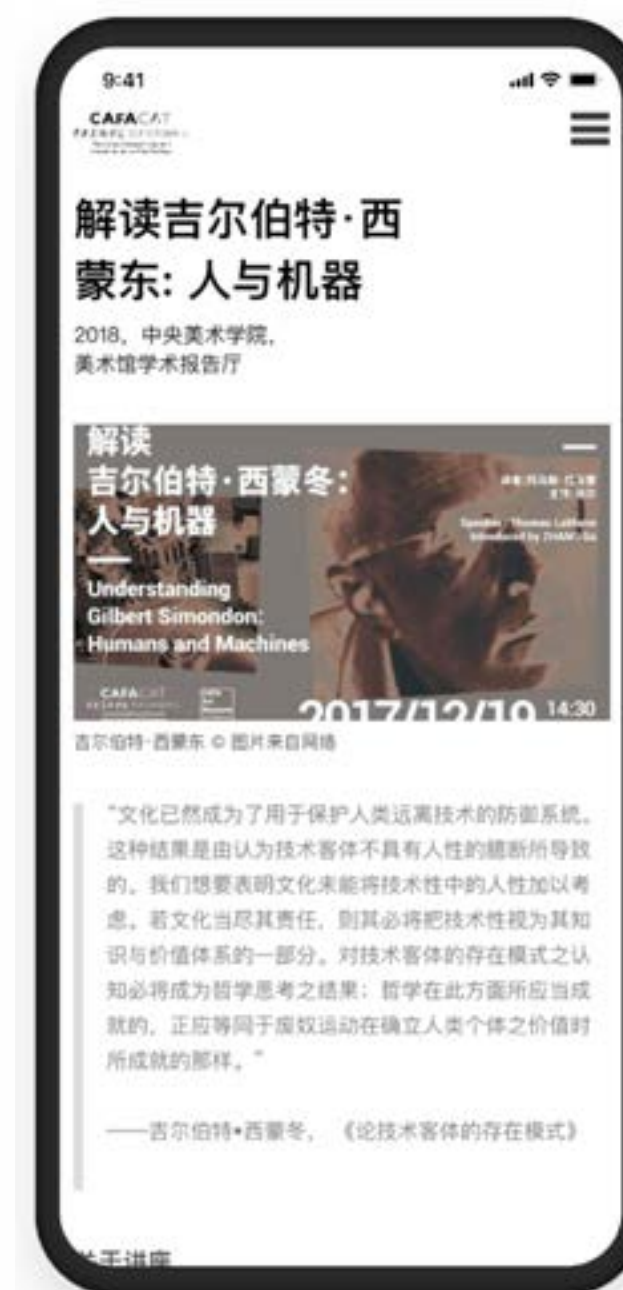 9:41
CAFACAT
解读吉尔伯特·西
蒙东: 人与机器
2018, 中央美术学院,
美术馆学术报告厅
解读
吉尔伯特·西蒙冬:
人与机器
Understanding
Gilbert Simondon:
Humans and Machines
CAFACAT
2017/12/19 14:30
吉尔伯特·西蒙东 © 图片来自网络
“文化已然成为了用于保护人类远离技术的防御系统。
这种结果是由认为技术客体不具有人性的臆断所导致
的。我们想要表明文化未能将技术性中的人性加以考
虑。若文化当尽其责任，则其必将把技术性视为其知
识与价值体系的一部分。对技术客体的存在模式之认
知必将成为哲学思考之结果；哲学在此方面所应当成
就的，正应等同于废奴运动在确立人类个体之价值时
所成就的那样。”
——吉尔伯特•西蒙冬，《论技术客体的存在模式》
关于讲座